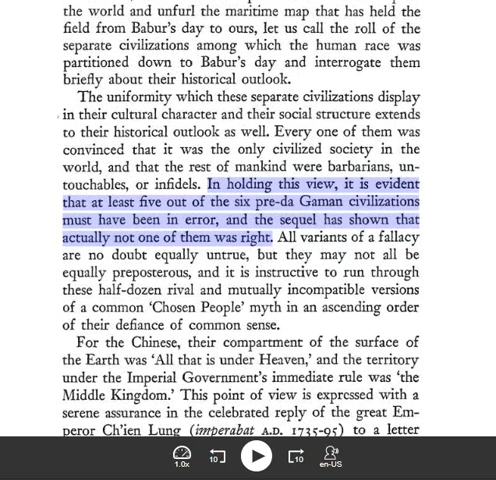 the world and unfurl the maritime map that has held the
field from Babur's day to ours, let us call the roll of the
separate civilizations among which the human race was
partitioned down to Babur's day and interrogate them
briefly about their historical outlook.
The uniformity which these separate civilizations display
in their cultural character and their social structure extends
to their historical outlook as well. Every one of them was
convinced that it was the only civilized society in the
world, and that the rest of mankind were barbarians, un-
touchables, or infidels. In holding this view, it is evident
that at least five out of the six pre-da Gaman civilizations
must have been in error, and the sequel has shown that
actually not one of them was right. All variants of a fallacy
are no doubt equally untrue, but they may not all be
equally preposterous, and it is instructive to run through
these half-dozen rival and mutually incompatible versions
of a common 'Chosen People' myth in an ascending order
of their defiance of common sense.
For the Chinese, their compartment of the surface of
the Earth was 'All that is under Heaven,' and the territory
under the Imperial Government's immediate rule was 'the
Middle Kingdom.' This point of view is expressed with a
serene assurance in the celebrated reply of the great Em-
peror Ch'ien Lung (imperabat A.D. 1735-95) to a letter
1.0x 10 10 en-US